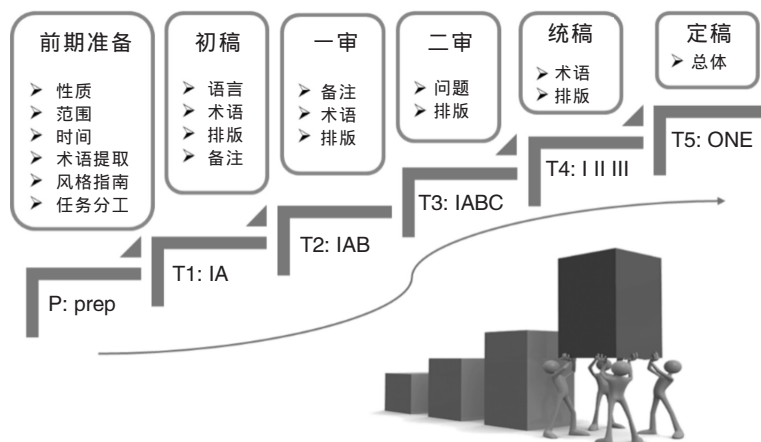 前期准备
性质
范围
时间
术语提取
风格指南
任务分工
初稿
语言
术语
排版
备注
一审
备注
术语
排版
二审
问题
排版
统稿
术语
排版
定稿
总体
P: prep
T1: IA
T2: IAB
T3: IABC
T4: I II III
T5: ONE